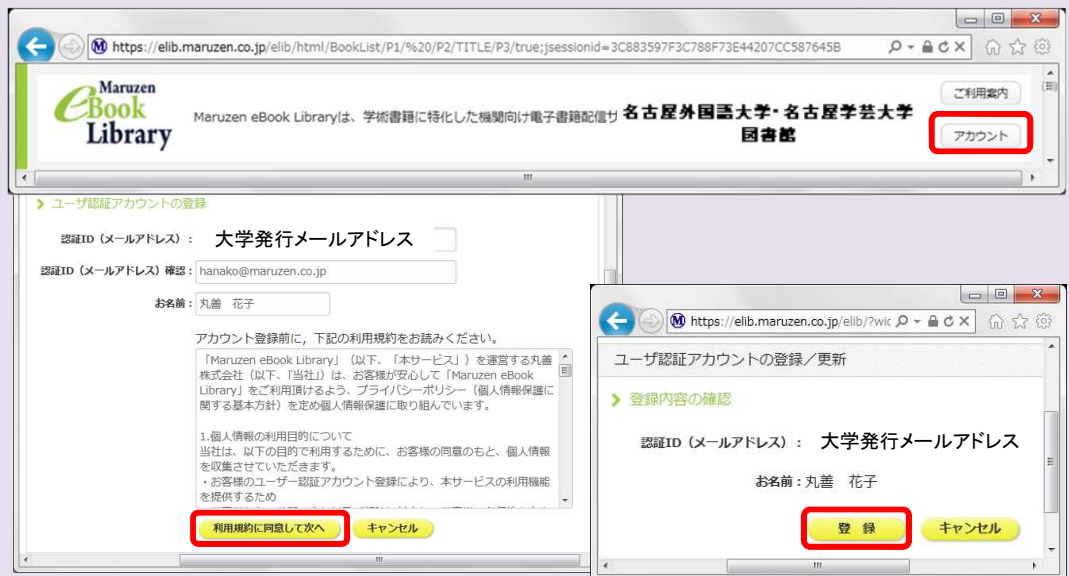 https://elib.maruzen.co.jp/elib/html/BookList/P1/%20/P2/TITLE/P3/true;jsessionid=3C883597F3C788F73E44207CC587645B
Maruzen
eBook
Library
Maruzen eBook Libraryは、学術書籍に特化した機関向け電子書籍配信サ
名古屋外国語大学・名古屋学芸大学
図書館
ご利用案内
アカウント
ユーザ認証アカウントの登録
認証ID（メールアドレス）： 大学発行メールアドレス
認証ID（メールアドレス）確認： hanako@maruzen.co.jp
お名前： 丸善　花子
アカウント登録前に，下記の利用規約をお読みください。
「Maruzen eBook Library」（以下、「本サービス」）を運営する丸善
株式会社（以下、「当社」）は、お客様が安心して「Maruzen eBook
Library」をご利用頂けるよう、プライバシーポリシー（個人情報保護に
関する基本方針）を定め個人情報保護に取り組んでいます。
1.個人情報の利用目的について
当社は、以下の目的で利用するために、お客様の同意のもと、個人情報
を収集させていただきます。
・お客様のユーザー認証アカウント登録により、本サービスの利用機能
を提供するため
利用規約に同意して次へ
キャンセル
https://elib.maruzen.co.jp/elib/?wic
ユーザ認証アカウントの登録／更新
登録内容の確認
認証ID（メールアドレス）： 大学発行メールアドレス
お名前：丸善　花子
登 録
キャンセル